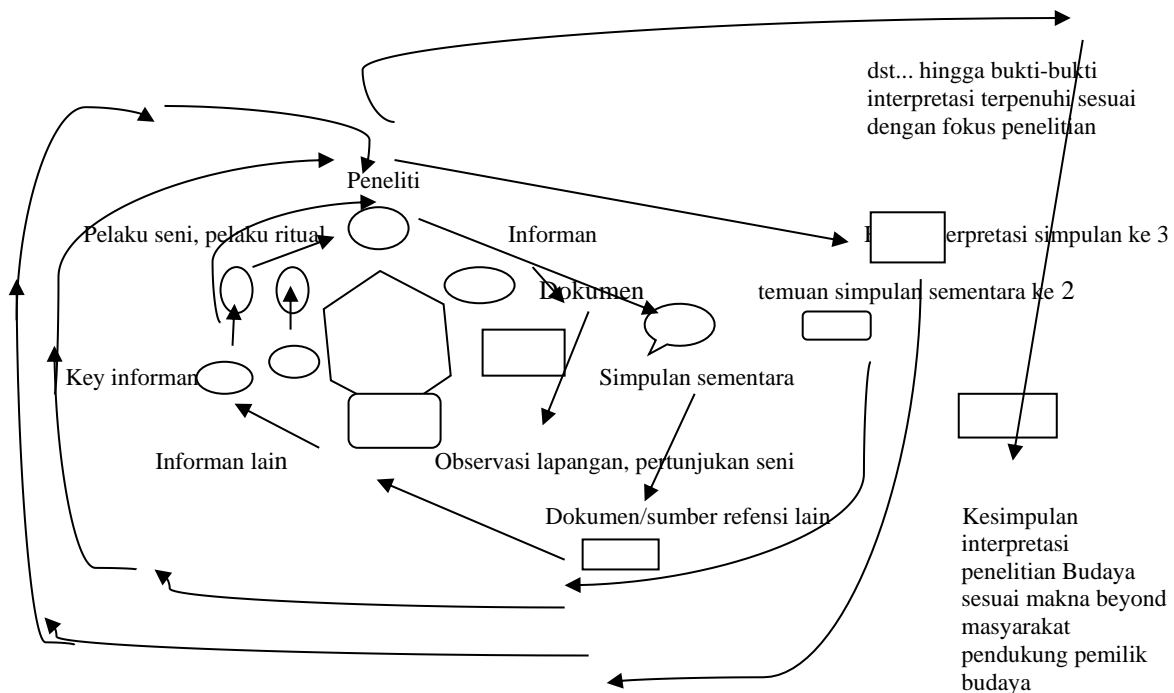 dst... hingga bukti-bukti
interpretasi terpenuhi sesuai
dengan fokus penelitian
Peneliti
Pelaku seni, pelaku ritual
Informan
erpretasi simpulan ke 3
Dokumen
temuan simpulan sementara ke 2
Key informan
Simpulan sementara
Informan lain
Observasi lapangan, pertunjukan seni
Dokumen/sumber refensi lain
Kesimpulan
interpretasi
penelitian Budaya
sesuai makna beyond
masyarakat
pendukung pemilik
budaya